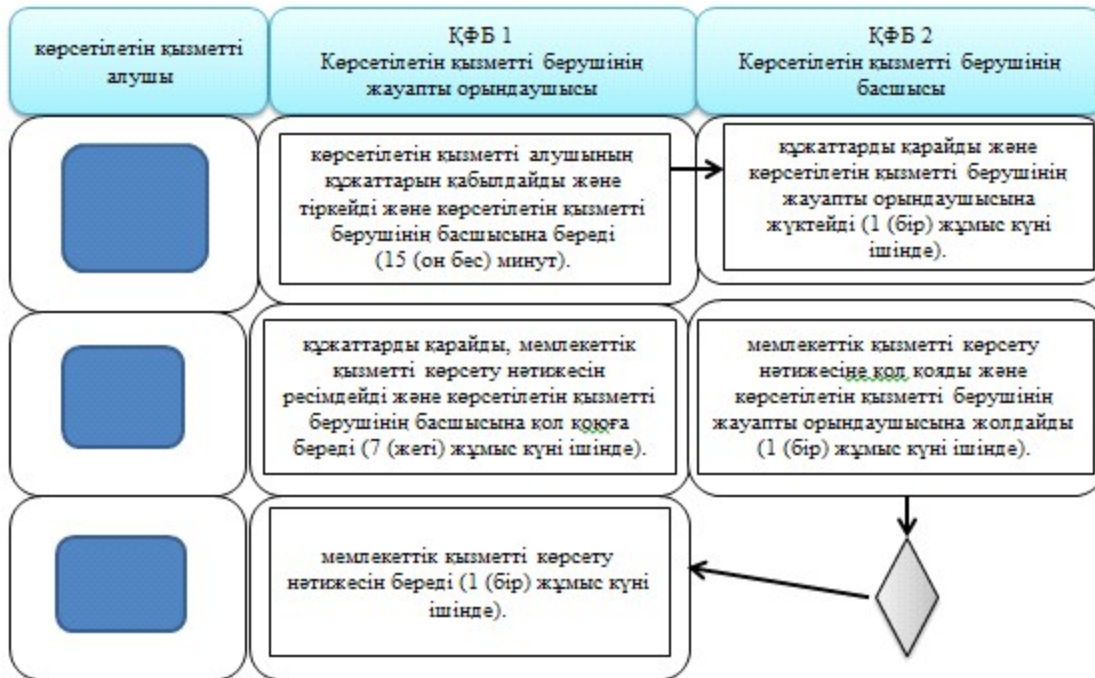 көрсетілетін қызметті
алушы
ҚФБ 1
Көрсетілетін қызметті берушінің
жауапты орындаушысы
ҚФБ 2
Көрсетілетін қызметті берушінің
басшысы
көрсетілетін қызметті алушының
құжаттарын қабылдайды және
тіркейді және көрсетілетін қызметті
берушінің басшысына береді
(15 (он бес) минут).
құжаттарды қарайды және
көрсетілетін қызметті берушінің
жауапты орындаушысына
жүктейді (1 (бір) жұмыс күні
ішінде).
құжаттарды қарайды, мемлекеттік
қызметті көрсету нәтижесін
ресімдейді және көрсетілетін қызметті
берушінің басшысына қол қоюға
береді (7 (жеті) жұмыс күні ішінде).
мемлекеттік қызметті көрсету
нәтижесіне қол қояды және
көрсетілетін қызметті берушінің
жауапты орындаушысына жолдайды
(1 (бір) жұмыс күні ішінде).
мемлекеттік қызметті көрсету
нәтижесін береді (1 (бір) жұмыс күні
ішінде).